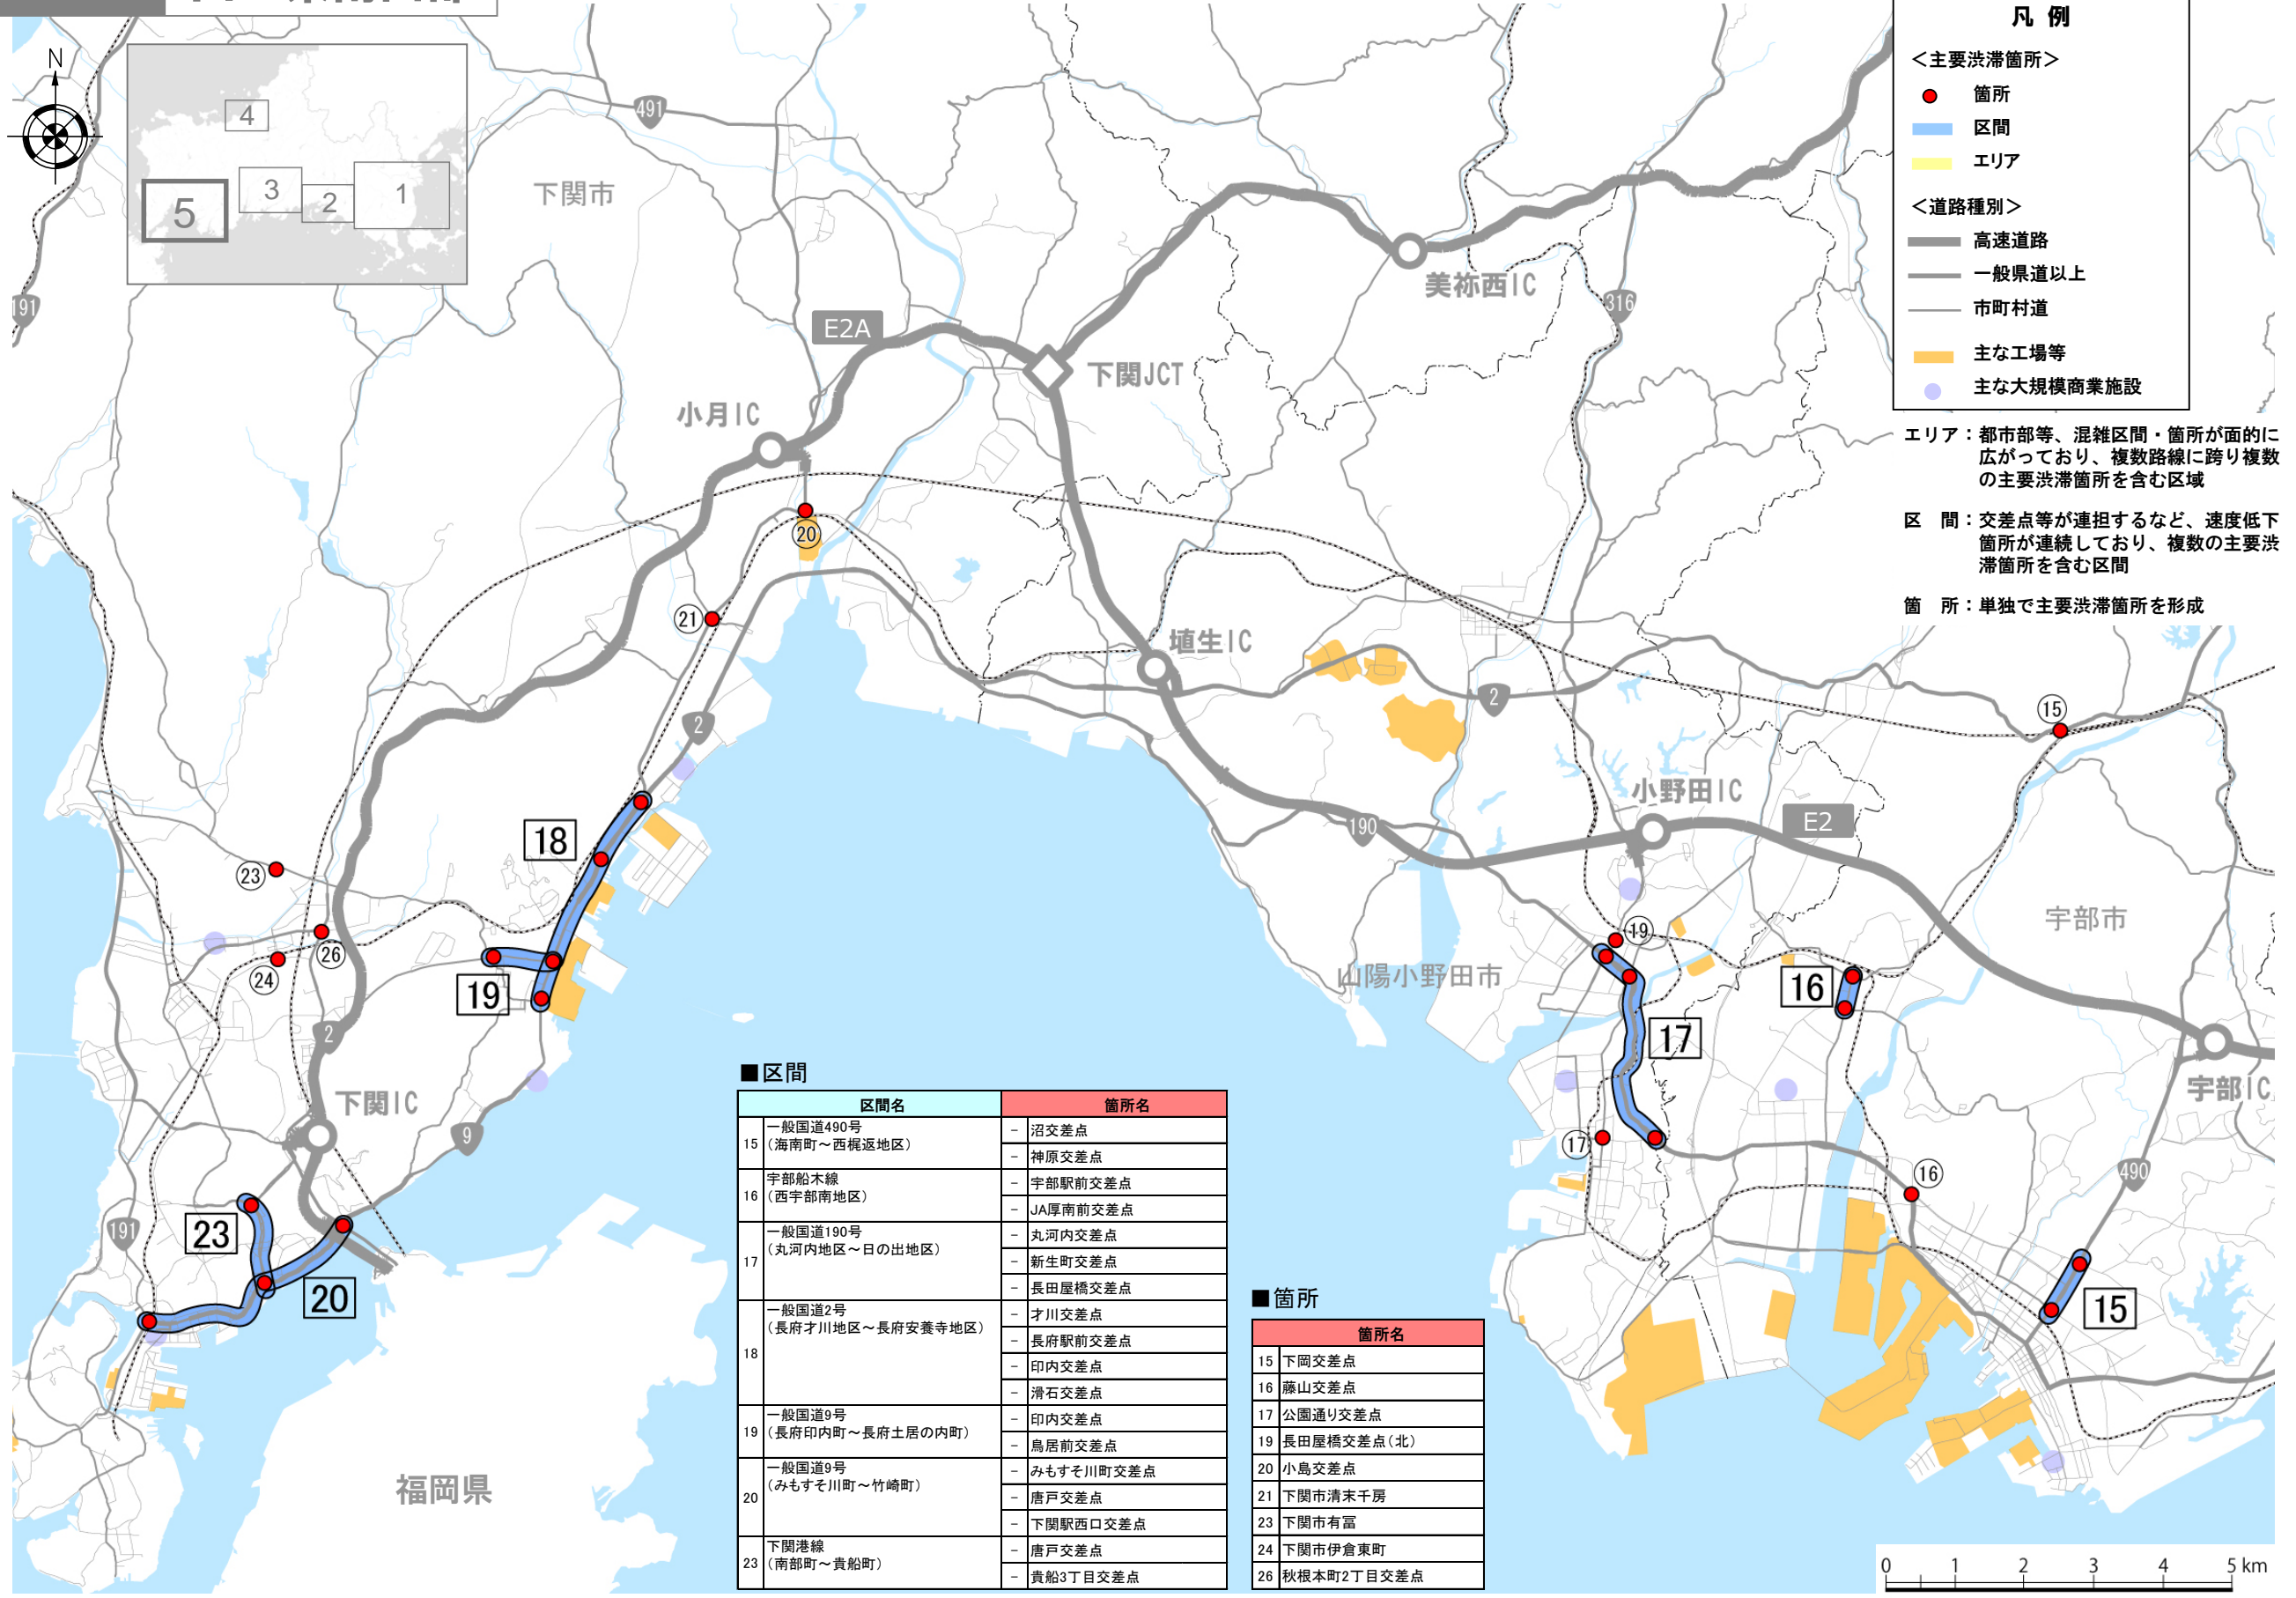 凡 例
＜主要渋滞箇所＞
箇所
区間
エリア
＜道路種別＞
高速道路
一般県道以上
市町村道
主な工場等
主な大規模商業施設
エリア：都市部等、混雑区間・箇所が面的に
広がっており、複数路線に跨り複数
の主要渋滞箇所を含む区域
区　間：交差点等が連担するなど、速度低下
箇所が連続しており、複数の主要渋
滞箇所を含む区間
箇　所：単独で主要渋滞箇所を形成
N
4
3
2
1
5
491
下関市
191
E2A
美祢西IC
316
下関JCT
小月IC
20
21
埴生IC
2
2
15
小野田IC
E2
190
18
23
26
24
19
19
宇部市
山陽小野田市
16
17
2
下関IC
9
宇部IC
17
16
490
191
23
20
15
福岡県
■区間
区間名 箇所名
15 一般国道490号
（海南町～西梶返地区）
－ 沼交差点
－ 神原交差点
16 宇部船木線
（西宇部南地区）
－ 宇部駅前交差点
－ JA厚南前交差点
17 一般国道190号
（丸河内地区～日の出地区）
－ 丸河内交差点
－ 新生町交差点
－ 長田屋橋交差点
18 一般国道2号
（長府才川地区～長府安養寺地区）
－ 才川交差点
－ 長府駅前交差点
－ 印内交差点
－ 滑石交差点
19 一般国道9号
（長府印内町～長府土居の内町）
－ 印内交差点
－ 鳥居前交差点
20 一般国道9号
（みもすそ川町～竹崎町）
－ みもすそ川町交差点
－ 唐戸交差点
－ 下関駅西口交差点
23 下関港線
（南部町～貴船町）
－ 唐戸交差点
－ 貴船3丁目交差点
■箇所
箇所名
15 下岡交差点
16 藤山交差点
17 公園通り交差点
19 長田屋橋交差点（北）
20 小島交差点
21 下関市清末千房
23 下関市有冨
24 下関市伊倉東町
26 秋根本町2丁目交差点
0 1 2 3 4 5 km